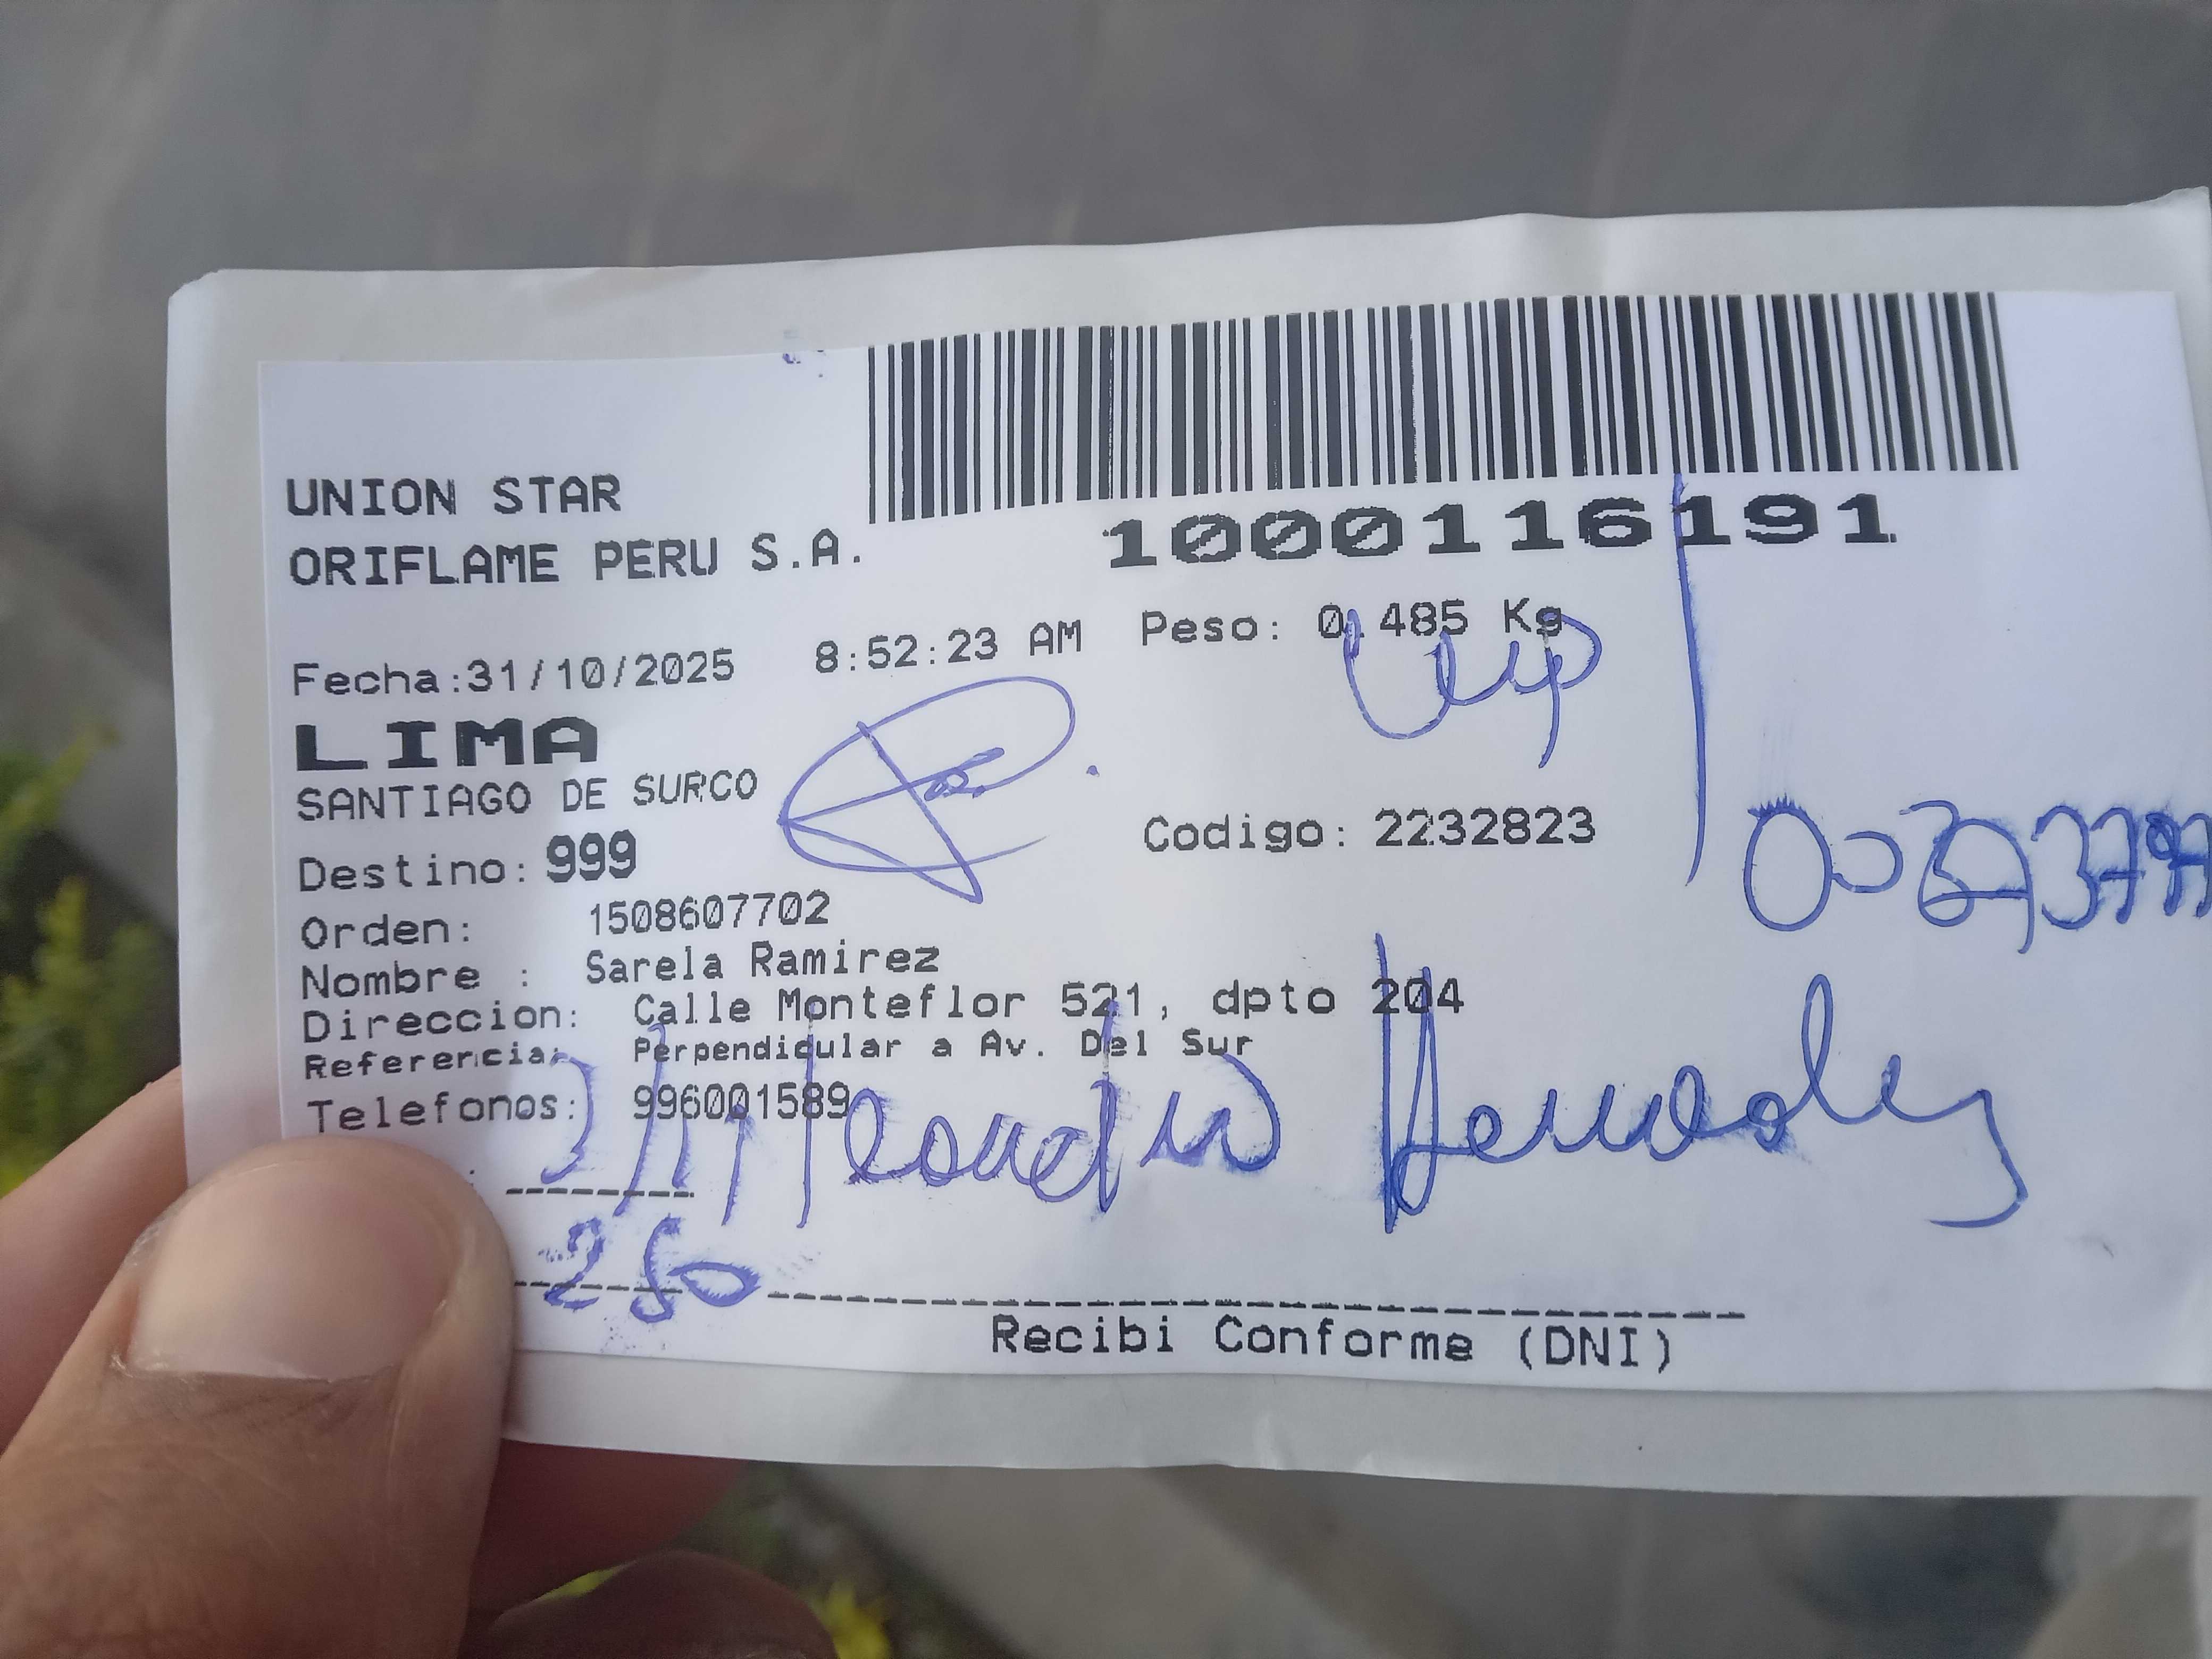 UNION STAR
ORIFLAME PERU S.A.
1000116191
Fecha:31/10/2025 8:52:23 AM Peso: 0.485 Kg
LIMA
SANTIAGO DE SURCO
Destino: 999 Codigo: 2232823
Orden: 1508607702
Nombre : Sarela Ramirez
Direccion: Calle Monteflor 521, dpto 204
Referencia: Perpendicular a Av. Del Sur
Telefonos: 996001589
3/11
Recibi Conforme (DNI)